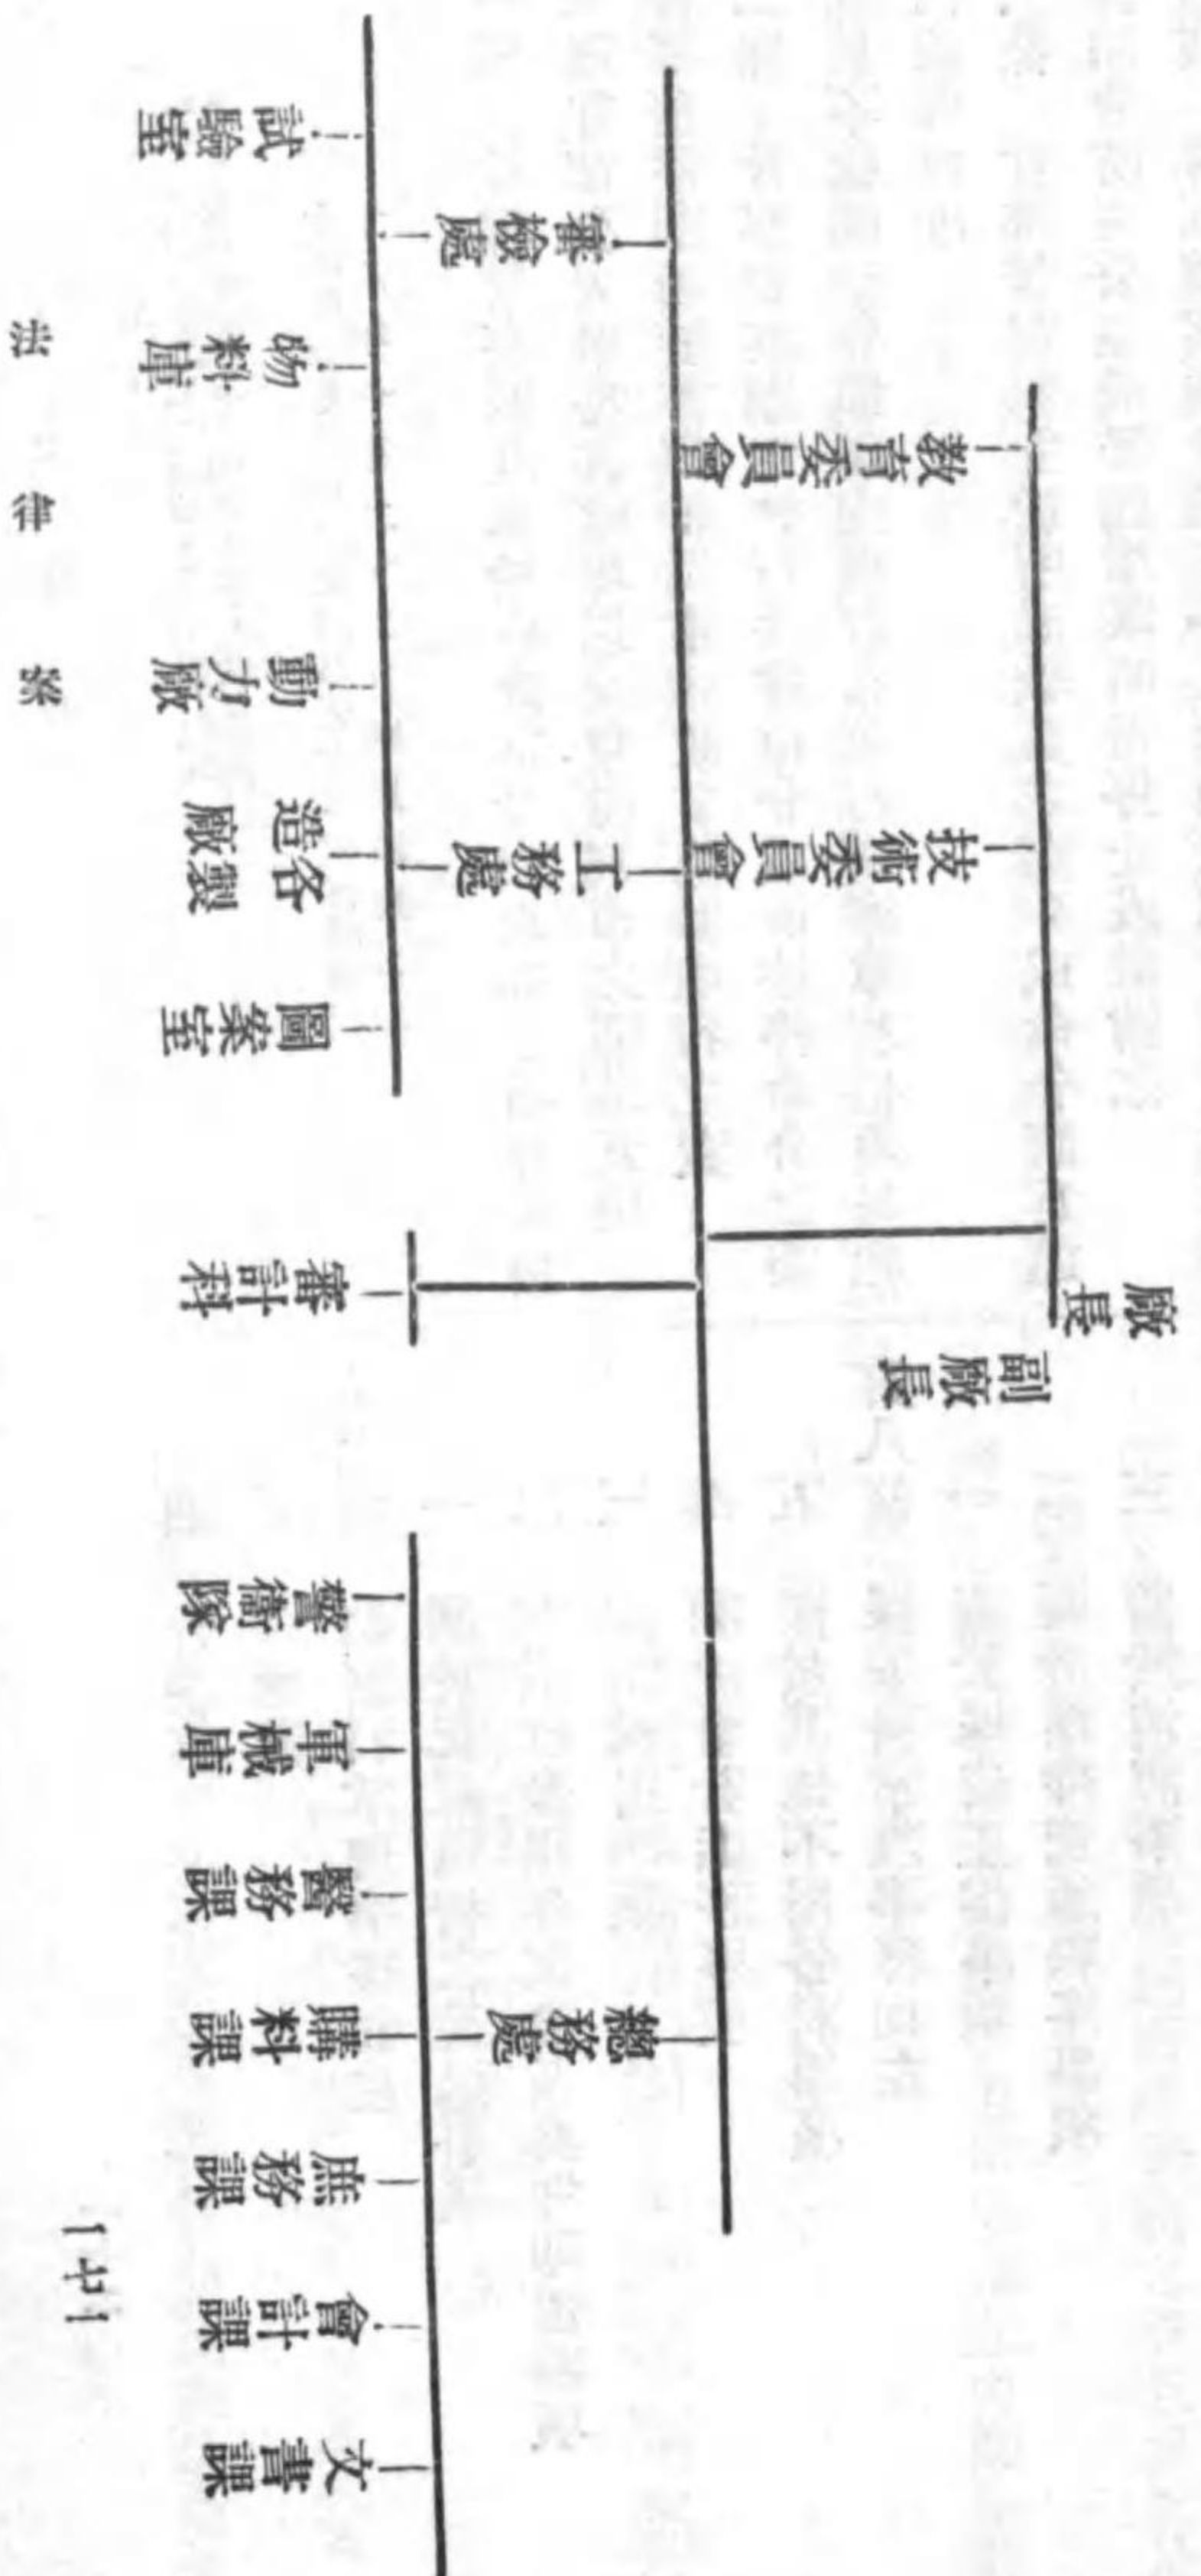 廠長
副廠長
技術委員會
教育委員會
總務處
工務處
審檢處
審計科
文書課
會計課
庶務課
購料課
醫務課
軍械庫
警衛隊
圖案室
各製
造廠
動力廠
物料庫
試驗室
法律
一七一